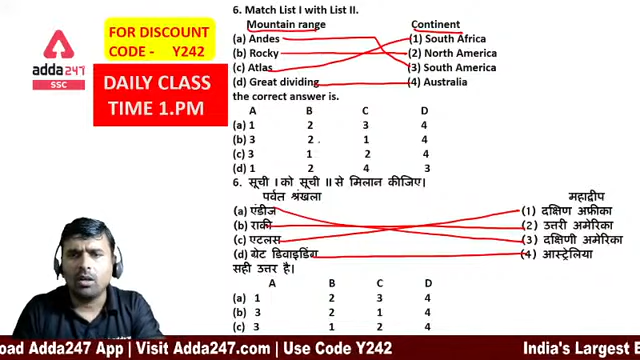 6. Match List I with List II.
Mountain range Continent
(a) Andes (1) South Africa
(b) Rocky (2) North America
(c) Atlas (3) South America
(d) Great dividing (4) Australia
the correct answer is.
A B C D
(a) 1 2 3 4
(b) 3 2 1 4
(c) 3 1 2 4
(d) 1 2 4 3
6. सूची I को सूची II से मिलान कीजिए।
पर्वत श्रंखला महाद्वीप
(a) एंडीज (1) दक्षिण अफ्रीका
(b) राकी (2) उत्तरी अमेरिका
(c) एटलस (3) दक्षिणी अमेरिका
(d) ग्रेट डिवाइडिंग (4) आस्ट्रेलिया
सही उत्तर है।
A B C D
(a) 1 2 3 4
(b) 3 2 1 4
(c) 3 1 2 4
FOR DISCOUNT
CODE - Y242
adda247
SSC
DAILY CLASS
TIME 1.PM
oad Adda247 App | Visit Adda247.com | Use Code Y242 India's Largest E